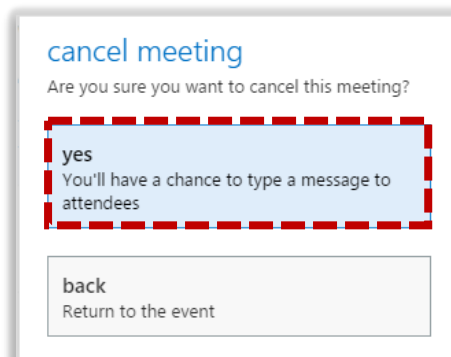 cancel meeting
Are you sure you want to cancel this meeting?
yes
You'll have a chance to type a message to
attendees
back
Return to the event